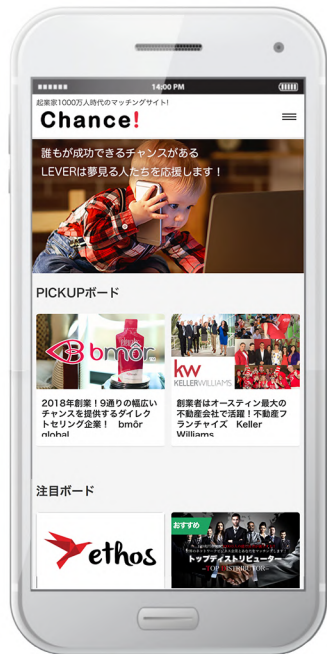 14:00 PM
起業家1000万人時代のマッチングサイト!
Chance!
誰もが成功できるチャンスがある
LEVERは夢見る人たちを応援します！
PICKUPボード
bmôr
kw
KELLERWILLIAMS
2018年創業！9通りの幅広い
チャンスを提供するダイレク
トセリング企業！ bmôr
global
創業者はオースティン最大の
不動産会社で活躍！不動産フ
ランチャイズ Keller
Williams
注目ボード
ethos
おすすめ
トップディストリビューター
TOP DISTRIBUTOR